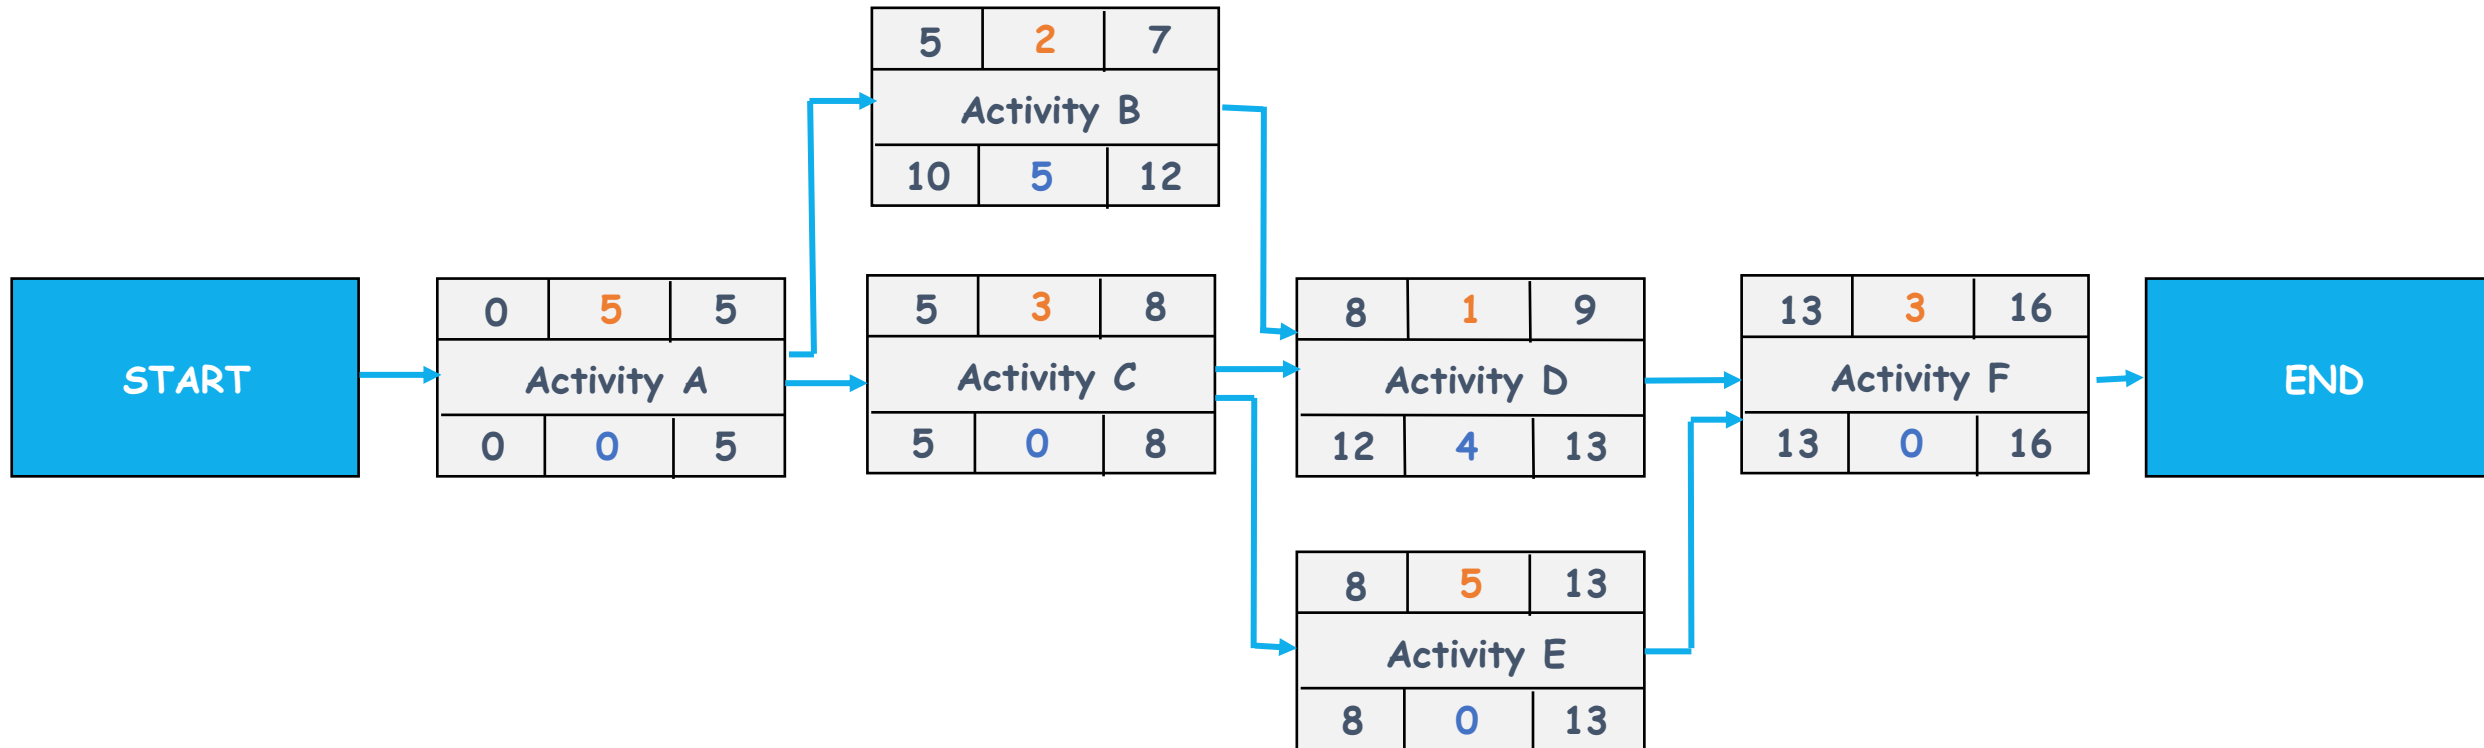 5 2 7
Activity B
10 5 12
START
0 5 5
Activity A
0 0 5
5 3 8
Activity C
5 0 8
8 1 9
Activity D
12 4 13
13 3 16
Activity F
13 0 16
END
8 5 13
Activity E
8 0 13